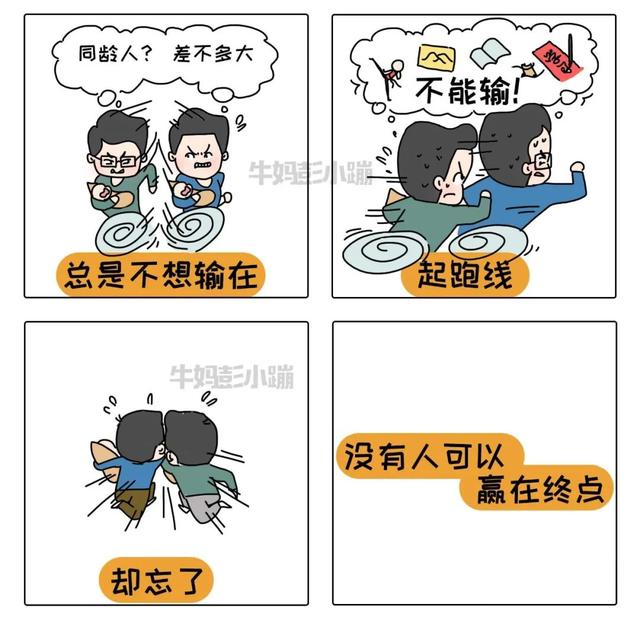 同龄人? 差不多大
牛妈彭小蹦
总是不想输在
不能输!
起跑线
牛妈彭小蹦
却忘了
没有人可以
赢在终点